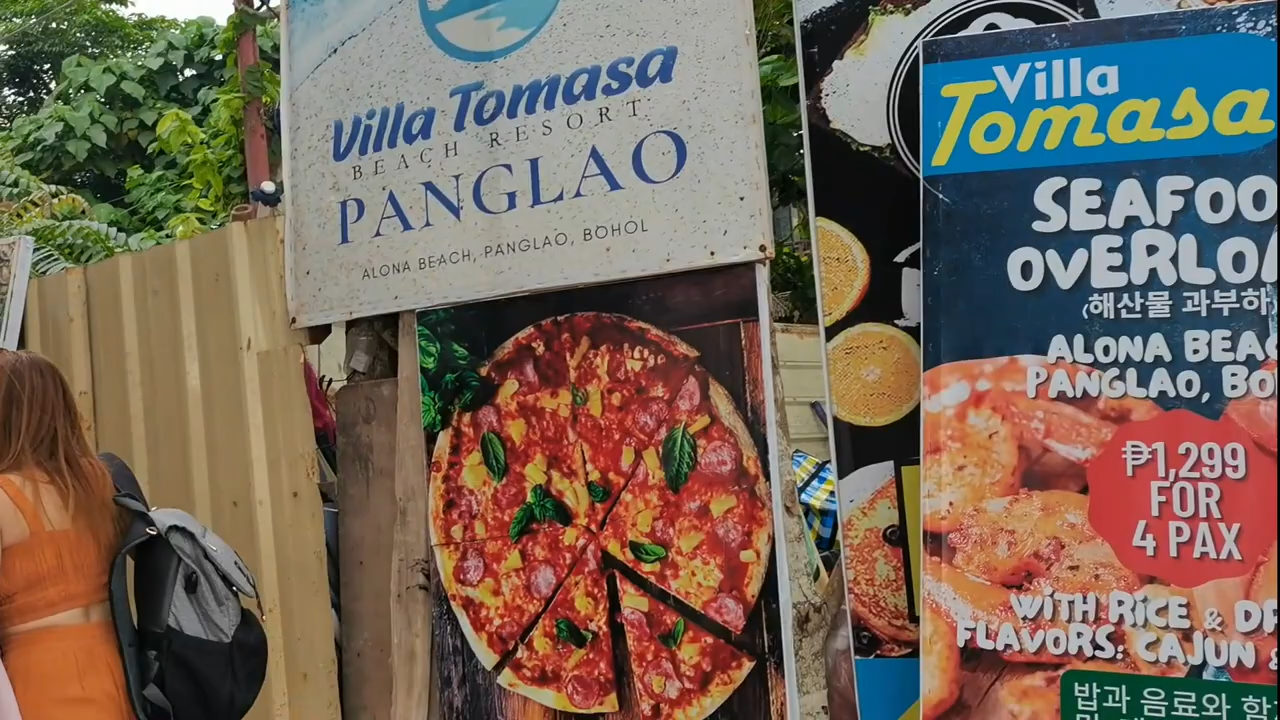 Villa Tomasa
BEACH RESORT
PANGLAO
ALONA BEACH, PANGLAO, BOHOL
Villa
Tomasa
SEAFOO
OVERLOA
(해산물 과부하
ALONA BEAC
PANGLAO, BO
₱1,299
FOR
4 PAX
WITH RICE & DR
FLAVORS: CAJUN &
밥과 음료와 함